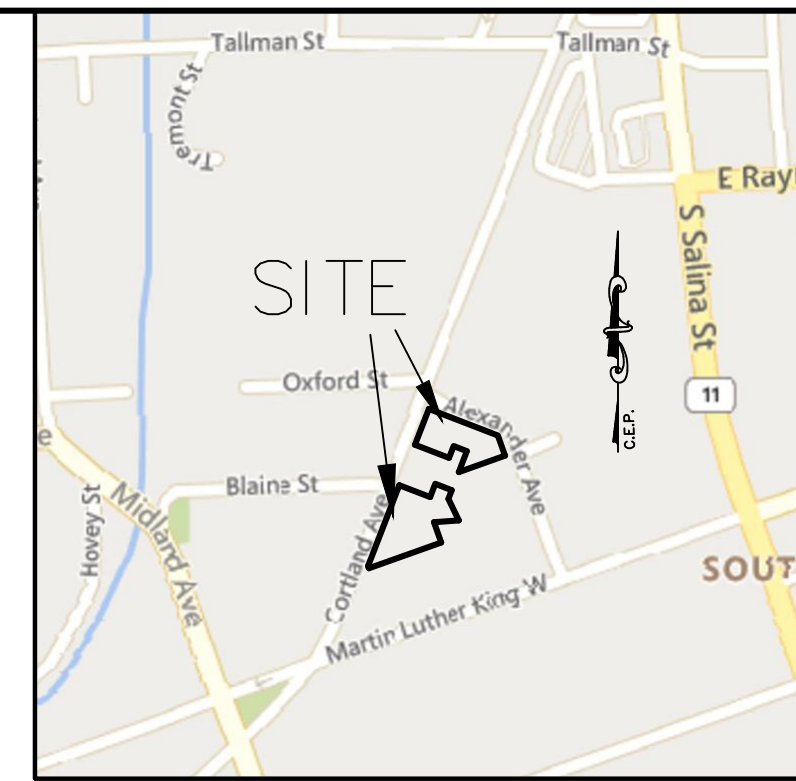 Tallman St
Tallman St
Tremont St
E Ray
S Salina St
SITE
Oxford St
11
C.E.P.
Alexander Ave
e
Blaine St
Hovey St
Midland Ave
Cortland Ave
SOUT
Martin Luther King W